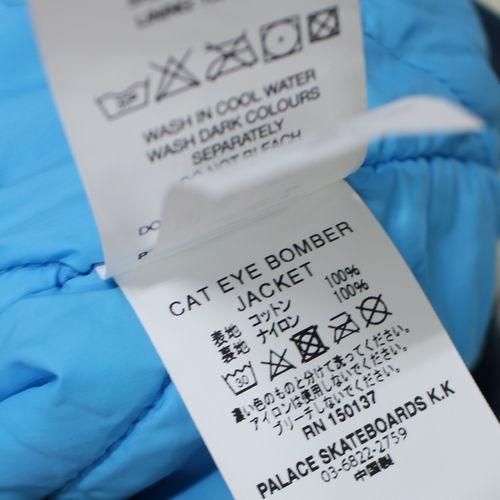 WASH IN COOL WATER
WASH DARK COLOURS
SEPARATELY
DO NOT BLEACH
CAT EYE BOMBER
JACKET
表地 コットン 100%
裏地 ナイロン 100%
30
濃い色のものと分けて洗ってください。
アイロンは使用しないでください。
ブリーチしないでください。
RN 150137
PALACE SKATEBOARDS K.K
03-6822-2759
中国製